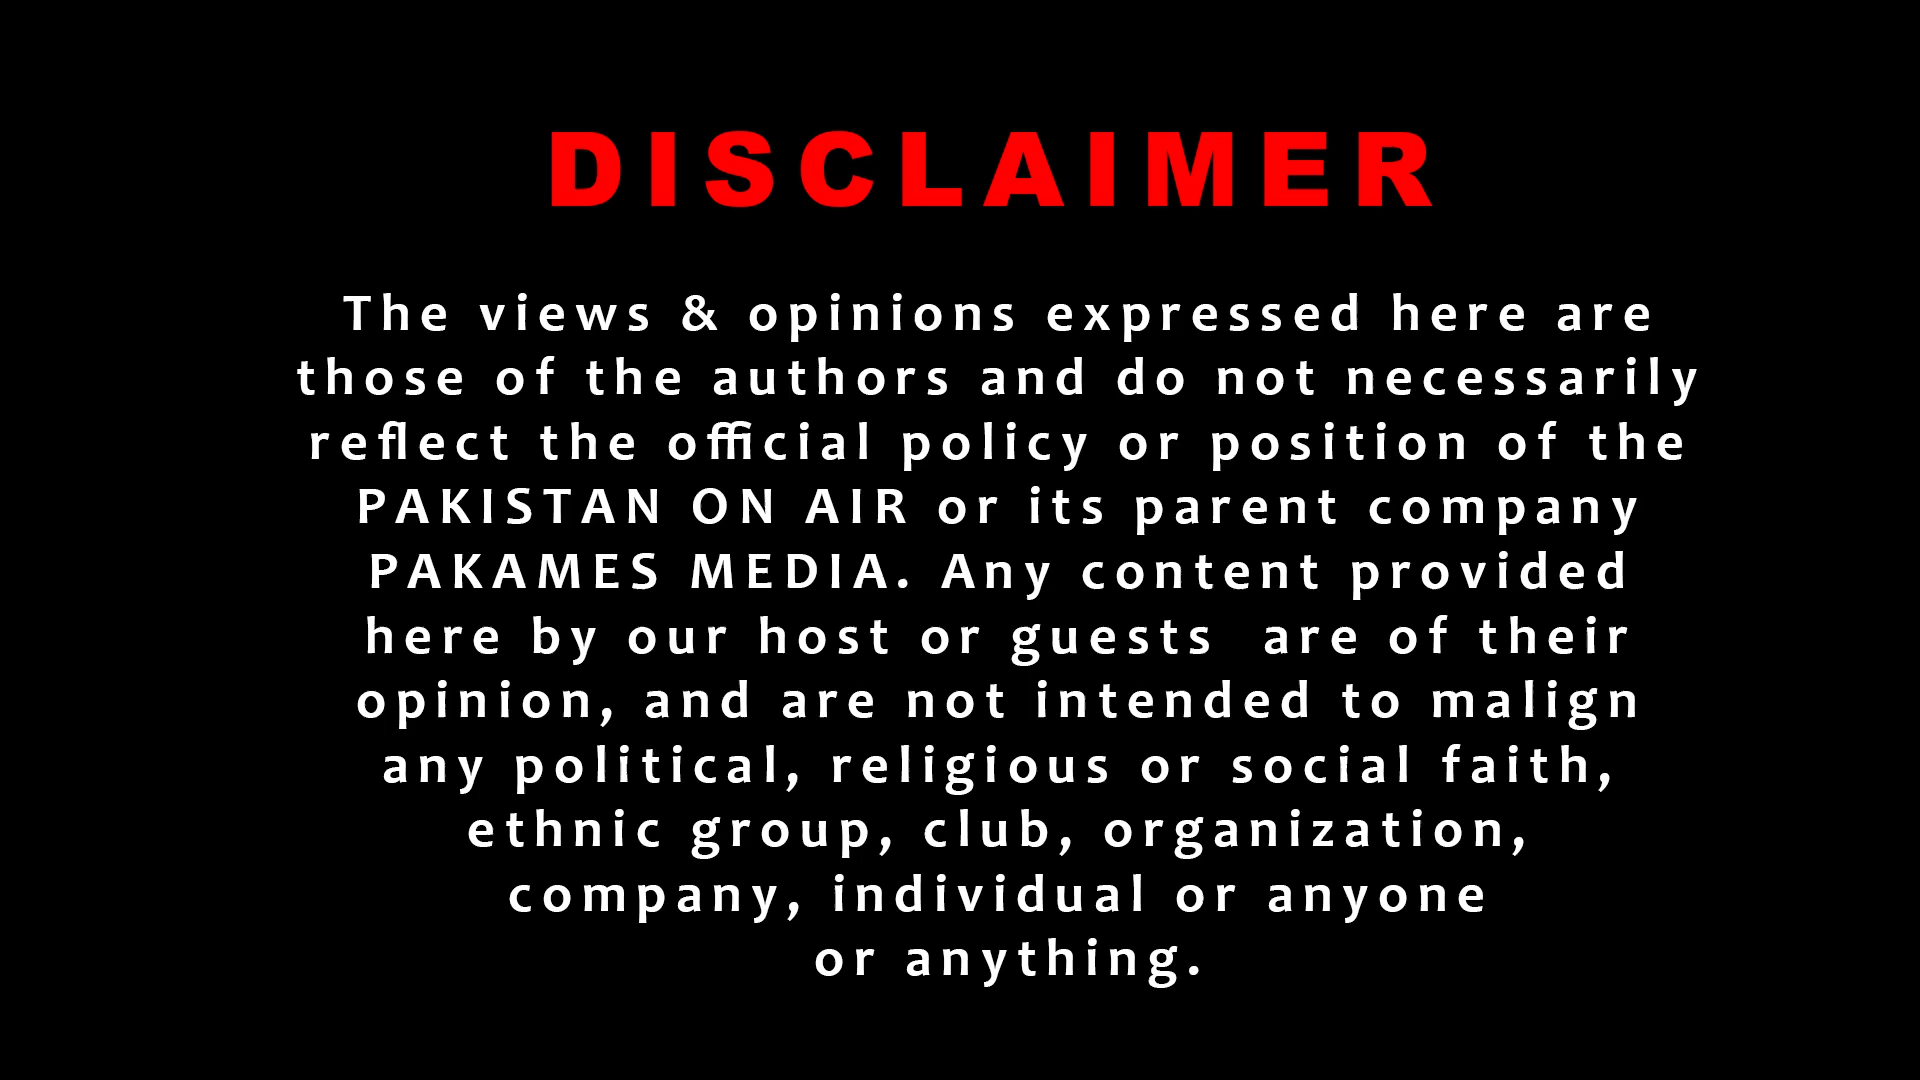 DISCLAIMER
The views & opinions expressed here are
those of the authors and do not necessarily
reflect the official policy or position of the
PAKISTAN ON AIR or its parent company
PAKAMES MEDIA. Any content provided
here by our host or guests  are of their
opinion, and are not intended to malign
any political, religious or social faith,
ethnic group, club, organization,
company, individual or anyone
or anything.